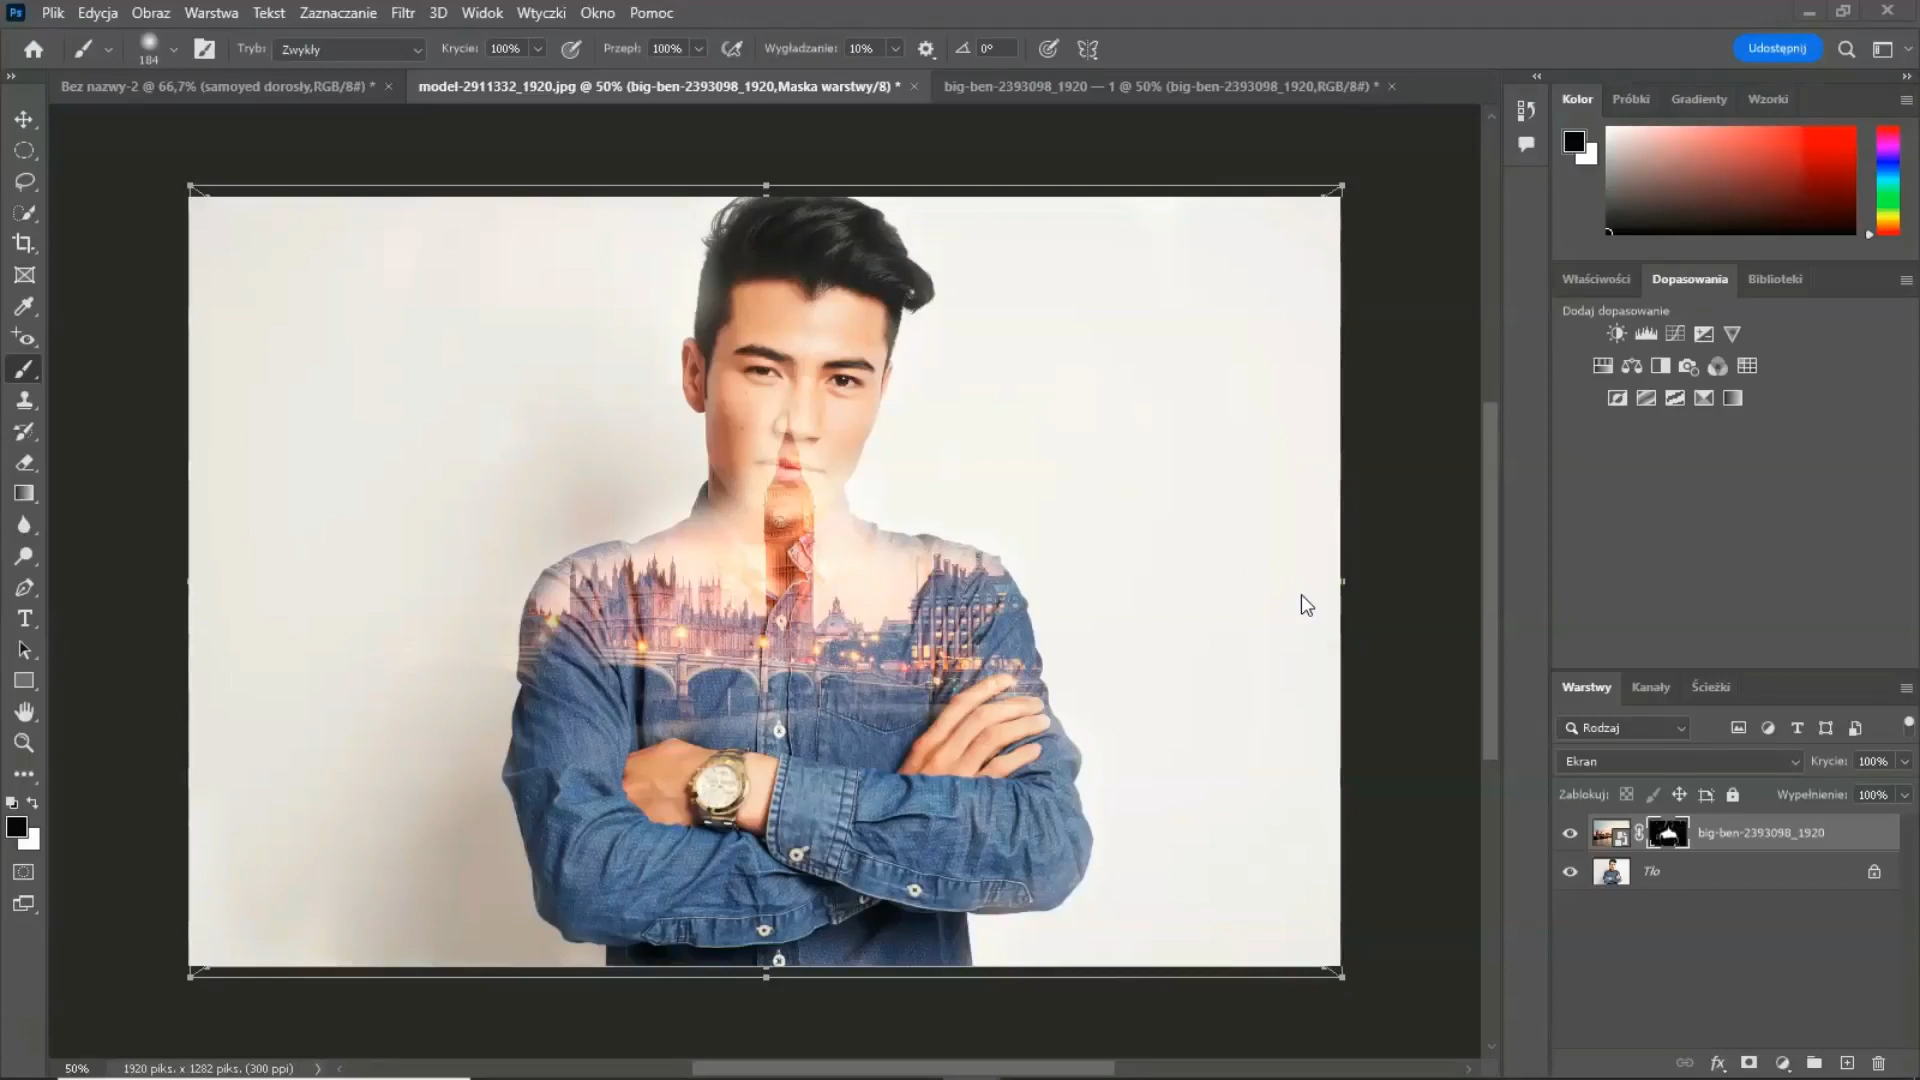 Ps Plik Edycja Obraz Warstwa Tekst Zaznaczanie Filtr 3D Widok Wtyczki Okno Pomoc
184 Tryb: Zwykły Krycie: 100% Przepł: 100% Wygładzanie: 10% 0° Udostępnij
Bez nazwy-2 @ 66,7% (samoyed dorosły,RGB/8#) * × model-2911332_1920.jpg @ 50% (big-ben-2393098_1920,Maska warstwy/8) * × big-ben-2393098_1920 — 1 @ 50% (big-ben-2393098_1920,RGB/8#) * ×
Kolor Próbki Gradienty Wzorki
Właściwości Dopasowania Biblioteki
Dodaj dopasowanie
Warstwy Kanały Ścieżki
Rodzaj
Ekran Krycie: 100%
Zablokuj: Wypełnienie: 100%
big-ben-2393098_1920
Tło
fx
50% 1920 piks. x 1282 piks. (300 ppi)